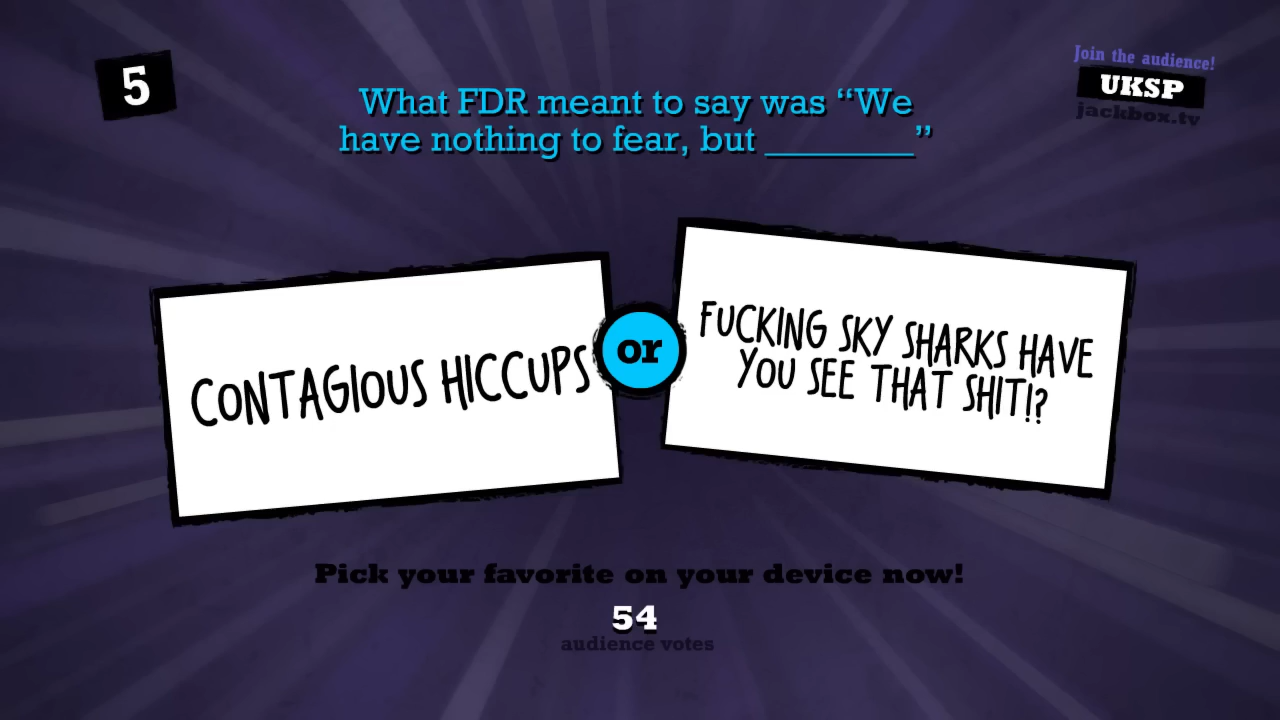 5
Join the audience!
UKSP
jackbox.tv
What FDR meant to say was “We
have nothing to fear, but ________”
CONTAGIOUS HICCUPS
or
FUCKING SKY SHARKS HAVE
YOU SEE THAT SHIT!?
Pick your favorite on your device now!
54
audience votes